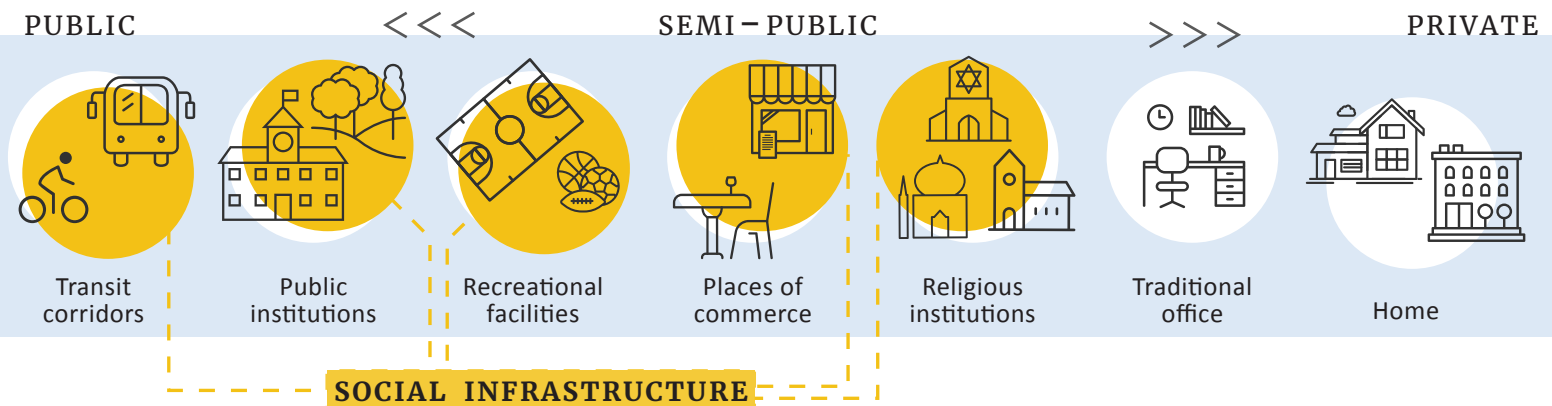 PUBLIC
<<<
SEMI–PUBLIC
>>>
PRIVATE
Transit
corridors
Public
institutions
Recreational
facilities
Places of
commerce
Religious
institutions
Traditional
office
Home
SOCIAL INFRASTRUCTURE